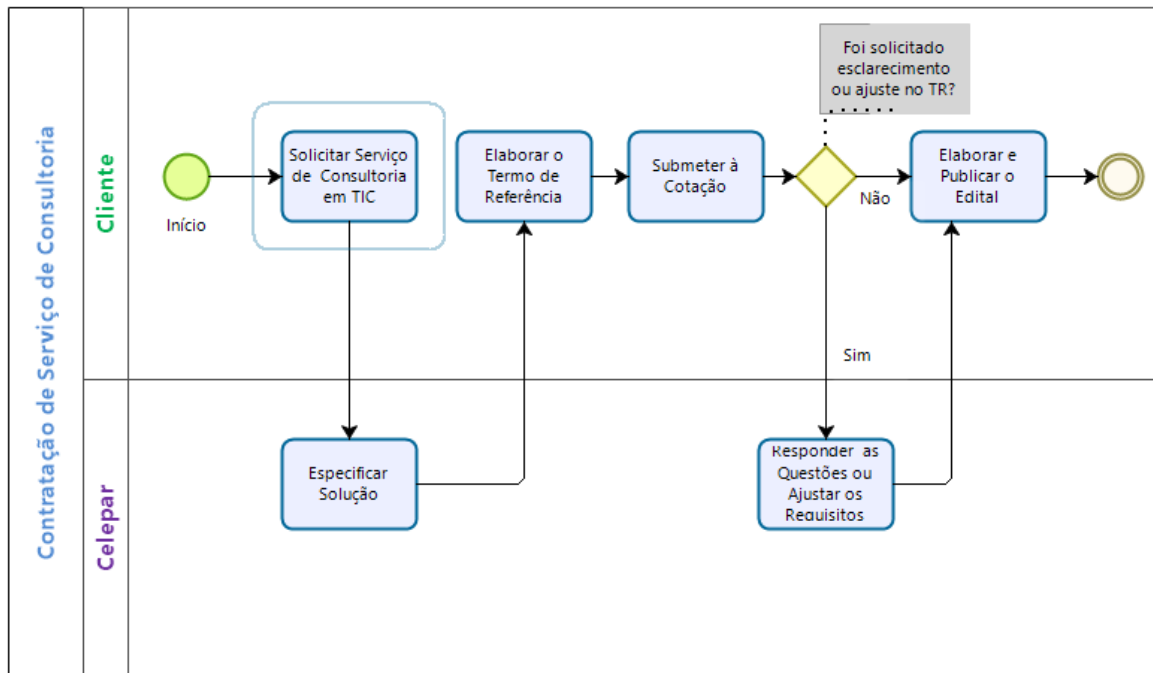 Contratação de Serviço de Consultoria
Cliente
Início
Solicitar Serviço
de Consultoria
em TIC
Elaborar o
Termo de
Referência
Submeter à
Cotação
Foi solicitado
esclarecimento
ou ajuste no TR?
Não
Elaborar e
Publicar o
Edital
Sim
Celepar
Especificar
Solução
Responder as
Questões ou
Ajustar os
Requisitos